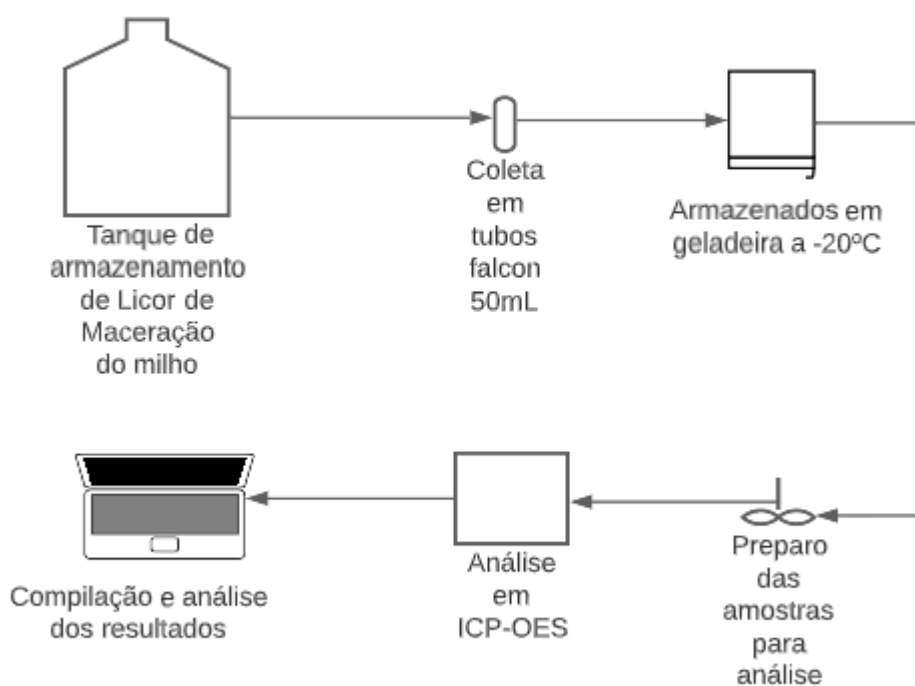 Tanque de
armazenamento
de Licor de
Maceração
do milho
Coleta
em
tubos
falcon
50mL
Armazenados em
geladeira a -20ºC
Preparo
das
amostras
para
análise
Análise
em
ICP-OES
Compilação e análise
dos resultados